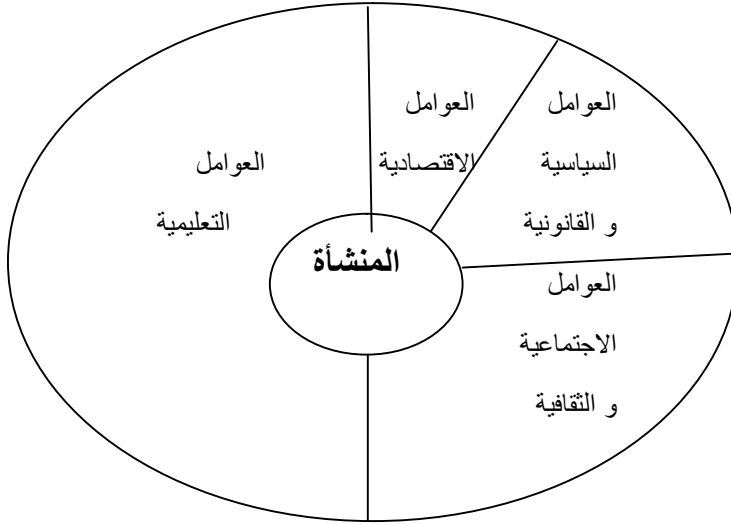 العوامل
السياسية
و القانونية
العوامل
الاقتصادية
العوامل
التعليمية
المنشأة
العوامل
الاجتماعية
و الثقافية